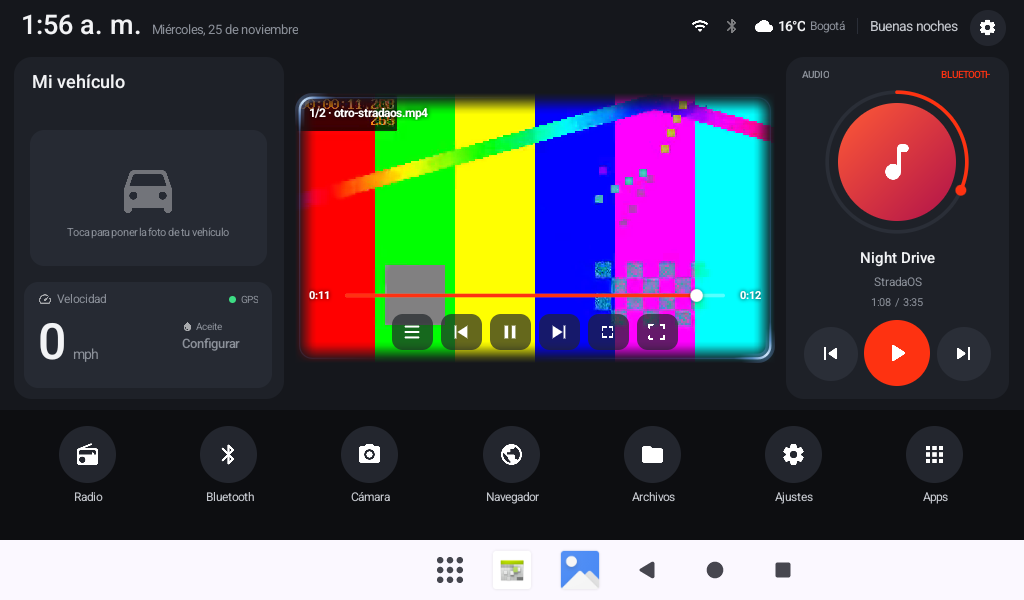 1:56 a. m.
Miércoles, 25 de noviembre
16°C Bogotá
Buenas noches
Mi vehículo
Toca para poner la foto de tu vehículo
Velocidad
GPS
0 mph
Aceite
Configurar
1/2 · otro-stradaos.mp4
0:11
0:12
AUDIO
BLUETOOTH
Night Drive
StradaOS
1:08 / 3:35
Radio
Bluetooth
Cámara
Navegador
Archivos
Ajustes
Apps